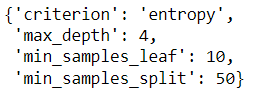 {'criterion': 'entropy',
 'max_depth': 4,
 'min_samples_leaf': 10,
 'min_samples_split': 50}